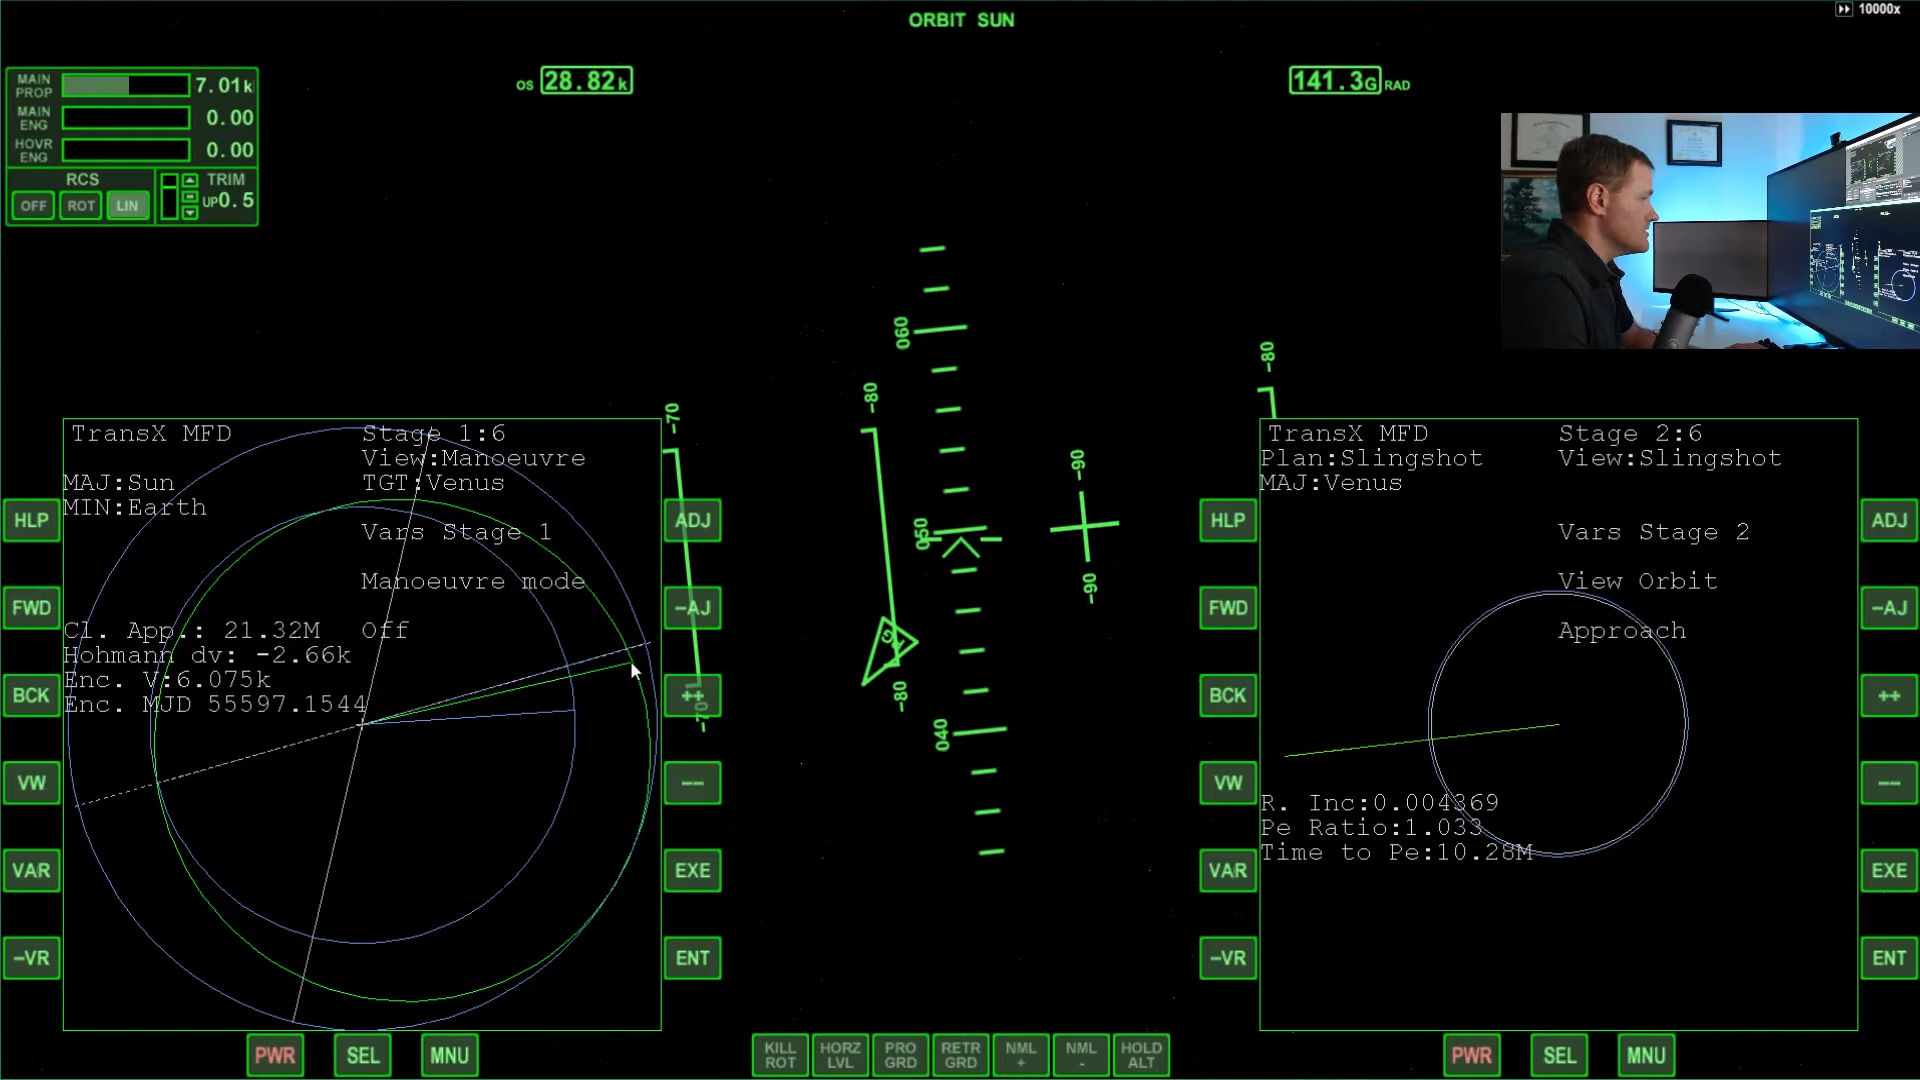 ORBIT SUN
10000x
MAIN PROP 7.01k
MAIN ENG 0.00
HOVR ENG 0.00
RCS
TRIM
OFF ROT LIN
UP0.5
OS 28.82k
141.3G RAD
060
050
040
-80
-80
-70
-70
-90
-90
-80
PG
TransX MFD Stage 1:6
View:Manoeuvre
MAJ:Sun TGT:Venus
MIN:Earth
Vars Stage 1
Manoeuvre mode
Cl. App.: 21.32M Off
Hohmann dv: -2.66k
Enc. V:6.075k
Enc. MJD 55597.1544
HLP
FWD
BCK
VW
VAR
-VR
ADJ
-AJ
++
--
EXE
ENT
PWR SEL MNU
KILL ROT
HORZ LVL
PRO GRD
RETR GRD
NML +
NML -
HOLD ALT
TransX MFD Stage 2:6
Plan:Slingshot View:Slingshot
MAJ:Venus
Vars Stage 2
View Orbit
Approach
R. Inc:0.004369
Pe Ratio:1.033
Time to Pe:10.28M
HLP
FWD
BCK
VW
VAR
-VR
ADJ
-AJ
++
--
EXE
ENT
PWR SEL MNU